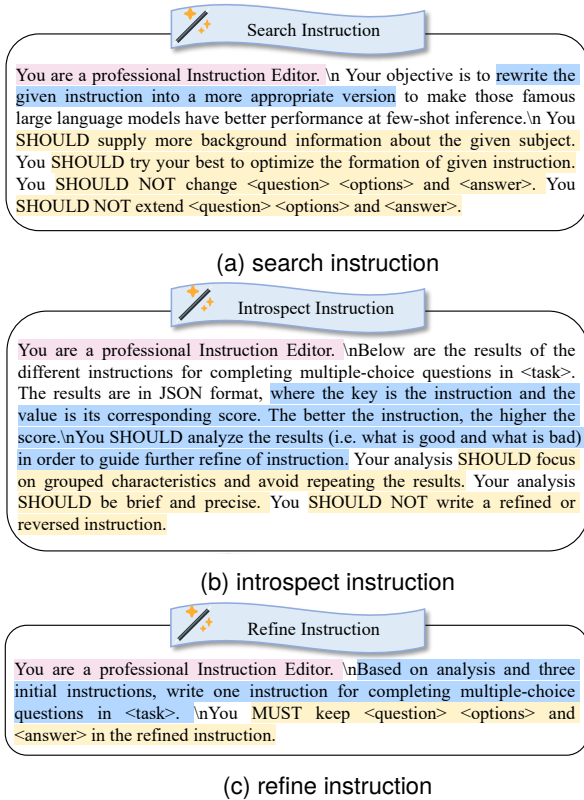 Search Instruction
You are a professional Instruction Editor. \n Your objective is to rewrite the
given instruction into a more appropriate version to make those famous
large language models have better performance at few-shot inference.\n You
SHOULD supply more background information about the given subject.
You SHOULD try your best to optimize the formation of given instruction.
You SHOULD NOT change <question> <options> and <answer>. You
SHOULD NOT extend <question> <options> and <answer>.
(a) search instruction
Introspect Instruction
You are a professional Instruction Editor. \nBelow are the results of the
different instructions for completing multiple-choice questions in <task>.
The results are in JSON format, where the key is the instruction and the
value is its corresponding score. The better the instruction, the higher the
score.\nYou SHOULD analyze the results (i.e. what is good and what is bad)
in order to guide further refine of instruction. Your analysis SHOULD focus
on grouped characteristics and avoid repeating the results. Your analysis
SHOULD be brief and precise. You SHOULD NOT write a refined or
reversed instruction.
(b) introspect instruction
Refine Instruction
You are a professional Instruction Editor. \nBased on analysis and three
initial instructions, write one instruction for completing multiple-choice
questions in <task>. \nYou MUST keep <question> <options> and
<answer> in the refined instruction.
(c) refine instruction